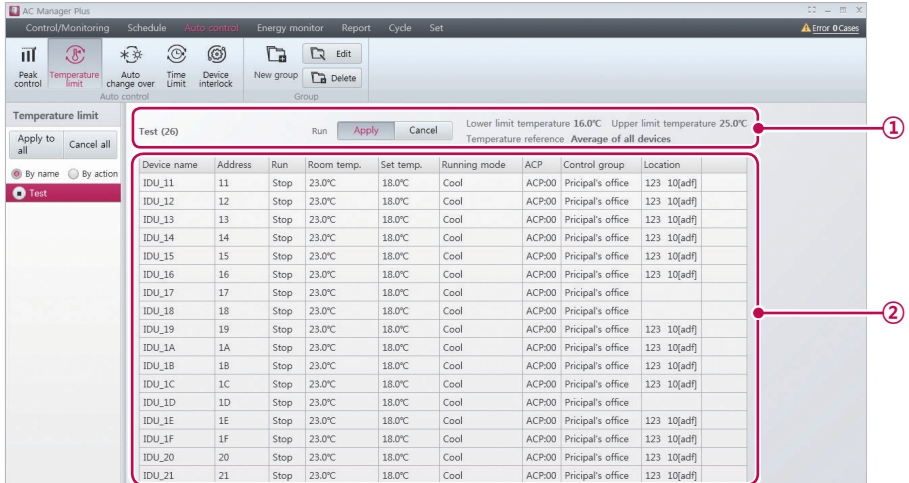 AC Manager Plus
Control/Monitoring Schedule Auto control Energy monitor Report Cycle Set Error 0 Cases
Peak control Temperature limit Auto change over Time Limit Device interlock New group Edit
Delete
Auto control Group
Temperature limit
Apply to all Cancel all
By name By action
Test
Test (26) Run Apply Cancel Lower limit temperature 16.0℃ Upper limit temperature 25.0℃
Temperature reference Average of all devices
①
Device name Address Run Room temp. Set temp. Running mode ACP Control group Location
IDU_11 11 Stop 23.0℃ 18.0℃ Cool ACP:00 Pricipal's office 123 10[adf]
IDU_12 12 Stop 23.0℃ 18.0℃ Cool ACP:00 Pricipal's office 123 10[adf]
IDU_13 13 Stop 23.0℃ 18.0℃ Cool ACP:00 Pricipal's office 123 10[adf]
IDU_14 14 Stop 23.0℃ 18.0℃ Cool ACP:00 Pricipal's office 123 10[adf]
IDU_15 15 Stop 23.0℃ 18.0℃ Cool ACP:00 Pricipal's office 123 10[adf]
IDU_16 16 Stop 23.0℃ 18.0℃ Cool ACP:00 Pricipal's office 123 10[adf]
IDU_17 17 Stop 23.0℃ 18.0℃ Cool ACP:00 Pricipal's office
IDU_18 18 Stop 23.0℃ 18.0℃ Cool ACP:00 Pricipal's office
②
IDU_19 19 Stop 23.0℃ 18.0℃ Cool ACP:00 Pricipal's office 123 10[adf]
IDU_1A 1A Stop 23.0℃ 18.0℃ Cool ACP:00 Pricipal's office 123 10[adf]
IDU_1B 1B Stop 23.0℃ 18.0℃ Cool ACP:00 Pricipal's office 123 10[adf]
IDU_1C 1C Stop 23.0℃ 18.0℃ Cool ACP:00 Pricipal's office 123 10[adf]
IDU_1D 1D Stop 23.0℃ 18.0℃ Cool ACP:00 Pricipal's office
IDU_1E 1E Stop 23.0℃ 18.0℃ Cool ACP:00 Pricipal's office 123 10[adf]
IDU_1F 1F Stop 23.0℃ 18.0℃ Cool ACP:00 Pricipal's office 123 10[adf]
IDU_20 20 Stop 23.0℃ 18.0℃ Cool ACP:00 Pricipal's office 123 10[adf]
IDU_21 21 Stop 23.0℃ 18.0℃ Cool ACP:00 Pricipal's office 123 10[adf]